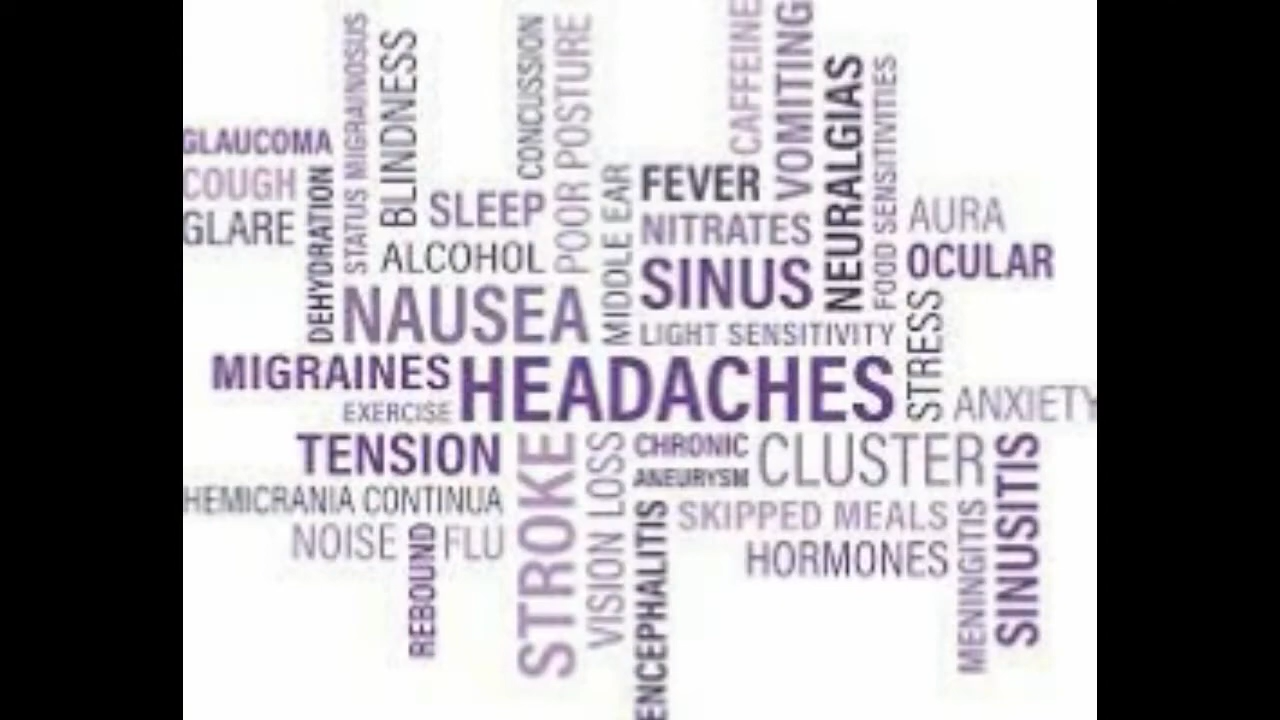 GLAUCOMA
COUGH
GLARE
DEHYDRATION
STATUS MIGRAINOSUS
BLINDNESS
SLEEP
ALCOHOL
CONCUSSION
POOR POSTURE
NAUSEA
MIDDLE EAR
FEVER
NITRATES
SINUS
LIGHT SENSITIVITY
CAFFEINE
VOMITING
NEURALGIAS
FOOD SENSITIVITIES
AURA
OCULAR
STRESS
MIGRAINES
EXERCISE
HEADACHES
ANXIETY
TENSION
HEMICRANIA CONTINUA
NOISE
REBOUND
FLU
STROKE
VISION LOSS
CHRONIC
ANEURYSM
CLUSTER
ENCEPHALITIS
SKIPPED MEALS
HORMONES
MENINGITIS
SINUSITIS